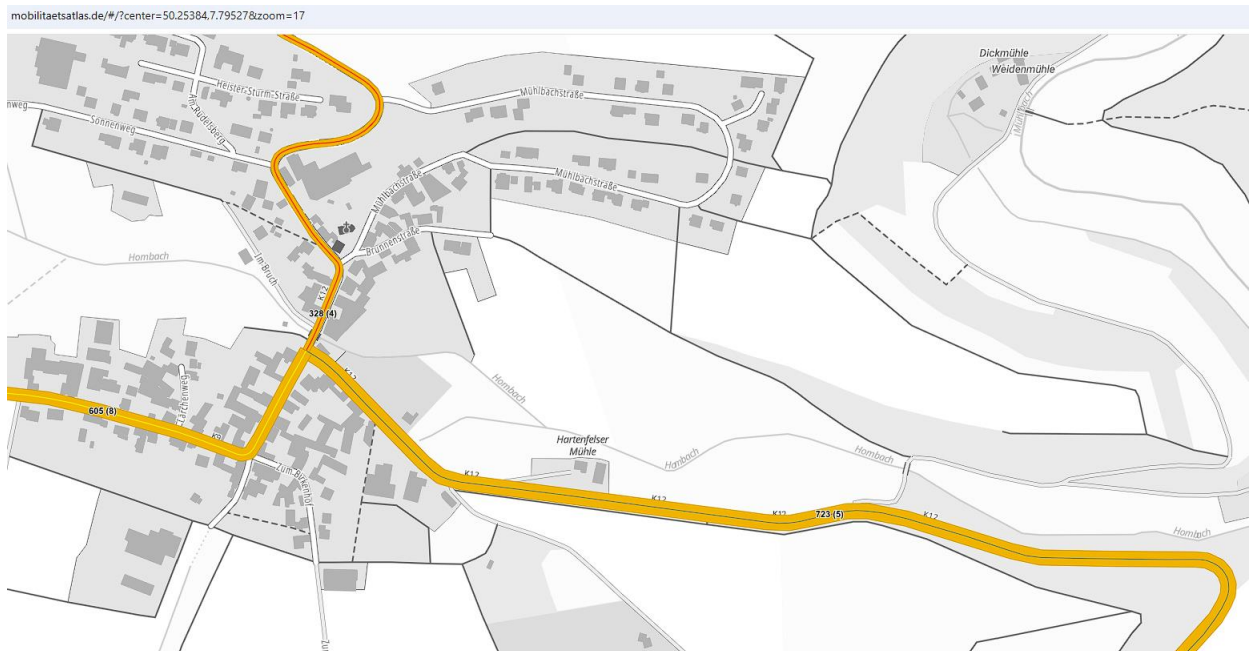 mobilitaetsatlas.de/#/?center=50.25384,7.79527&zoom=17
Dickmühle
Weidenmühle
Heister-Sturm-Straße
Mühlbachstraße
nweg
Sonnenweg
Am Rudelsberg
Mühlbach
Mühlbachstraße
Mühlbachstraße
Brunnenstraße
Im Bruch
Hombach
K12
328 (4)
K12
Hombach
Lärchenweg
605 (8)
K9
Hartenfelser
Mühle
Hombach
Hombach
Zum Birkenhof
K12
K12
K12
723 (5)
K12
Hombach
Zu